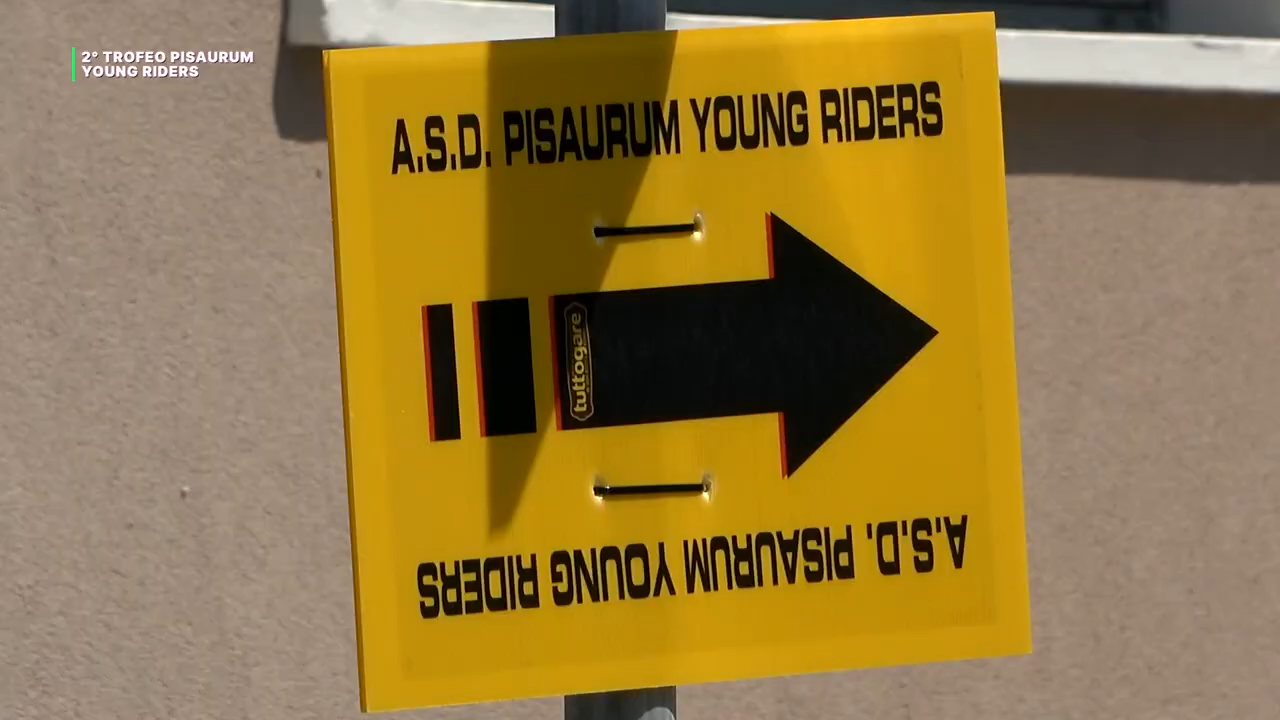 2° TROFEO PISAURUM
YOUNG RIDERS
A.S.D. PISAURUM YOUNG RIDERS
tuttogare
A.S.D. PISAURUM YOUNG RIDERS